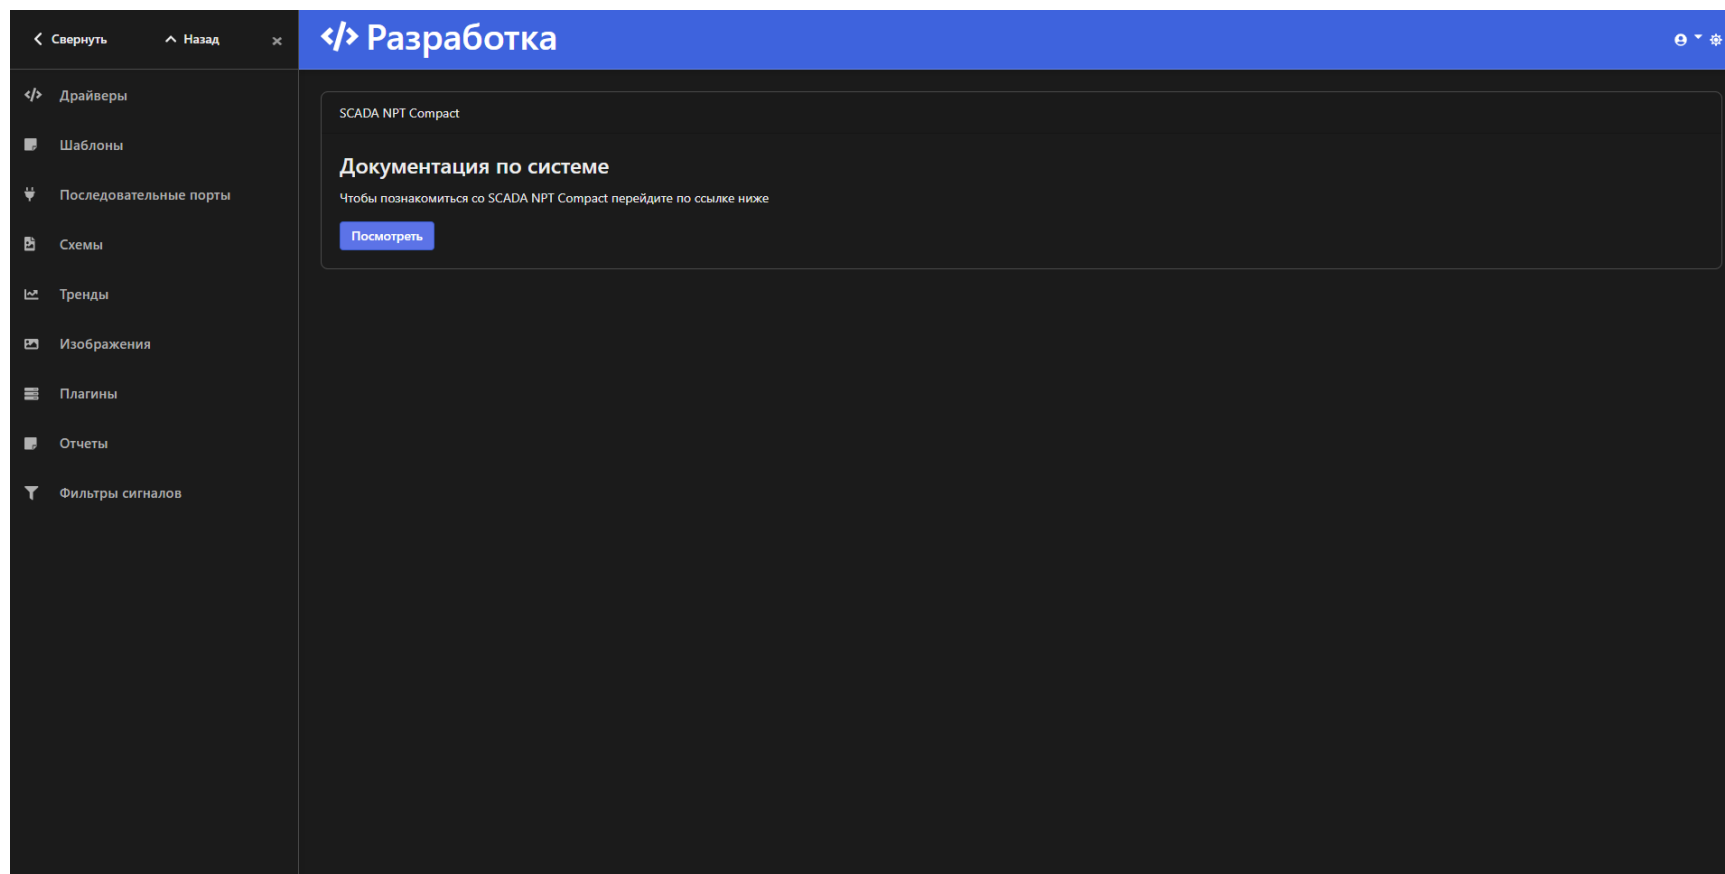 Свернуть
Назад
Разработка
Драйверы
Шаблоны
Последовательные порты
Схемы
Тренды
Изображения
Плагины
Отчеты
Фильтры сигналов
SCADA NPT Compact
Документация по системе
Чтобы познакомиться со SCADA NPT Compact перейдите по ссылке ниже
Посмотреть